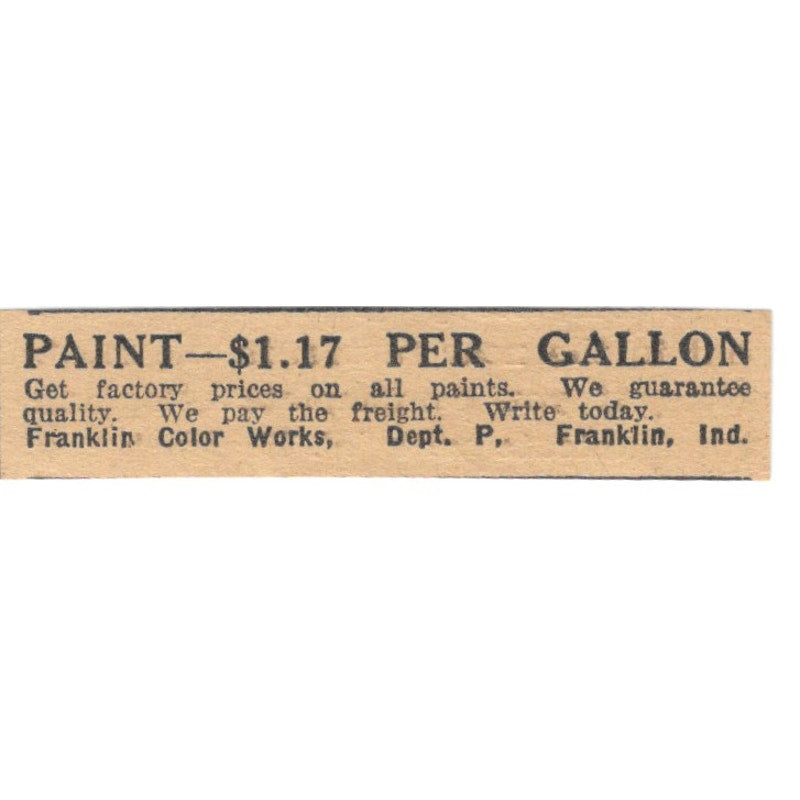 PAINT—$1.17 PER GALLON
Get factory prices on all paints. We guarantee
quality. We pay the freight. Write today.
Franklin Color Works, Dept. P, Franklin, Ind.